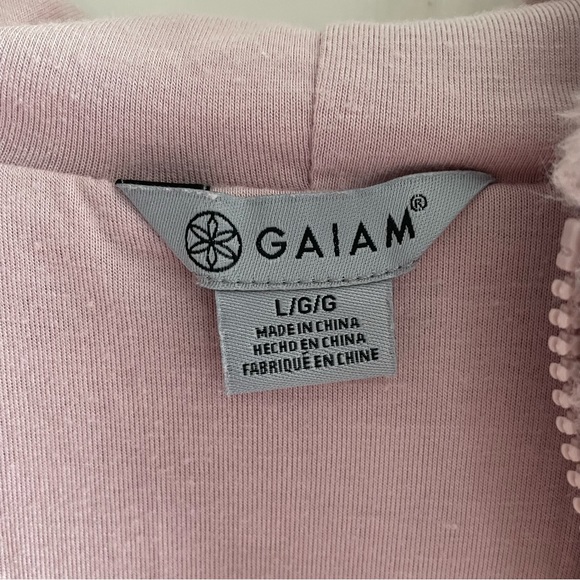 GAIAM®
L/G/G
MADE IN CHINA
HECHO EN CHINA
FABRIQUÉ EN CHINE